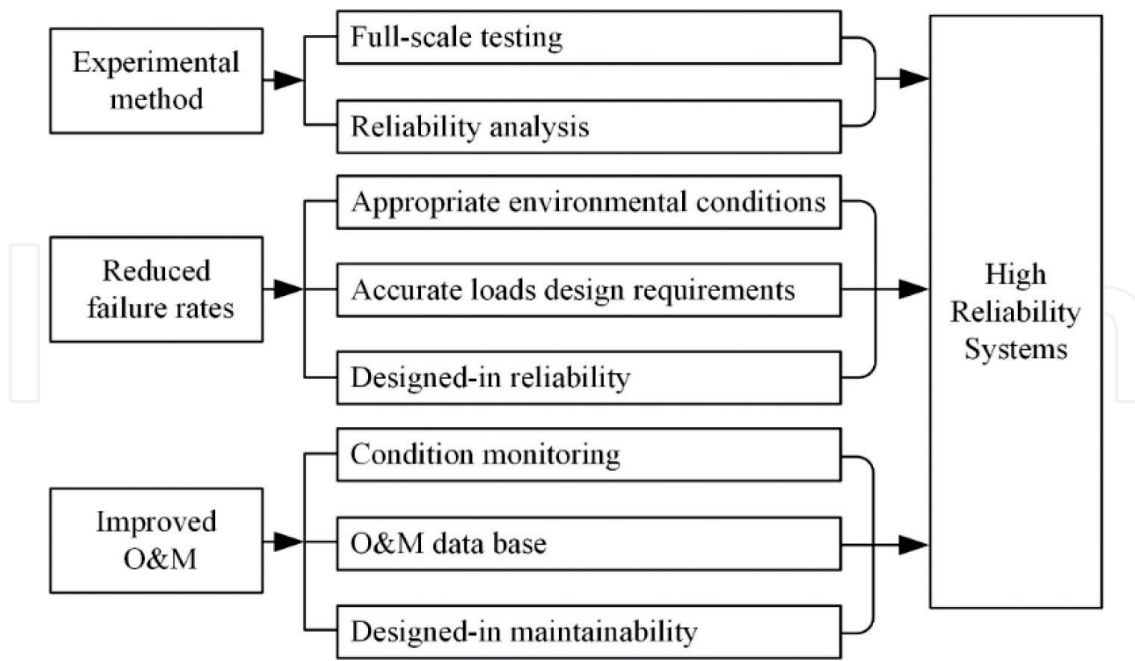 Experimental
method
Full-scale testing
Reliability analysis
Reduced
failure rates
Appropriate environmental conditions
Accurate loads design requirements
Designed-in reliability
Improved
O&M
Condition monitoring
O&M data base
Designed-in maintainability
High
Reliability
Systems